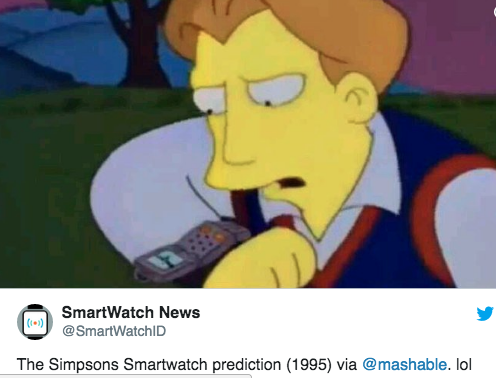 SmartWatch News
@SmartWatchID
The Simpsons Smartwatch prediction (1995) via @mashable. lol